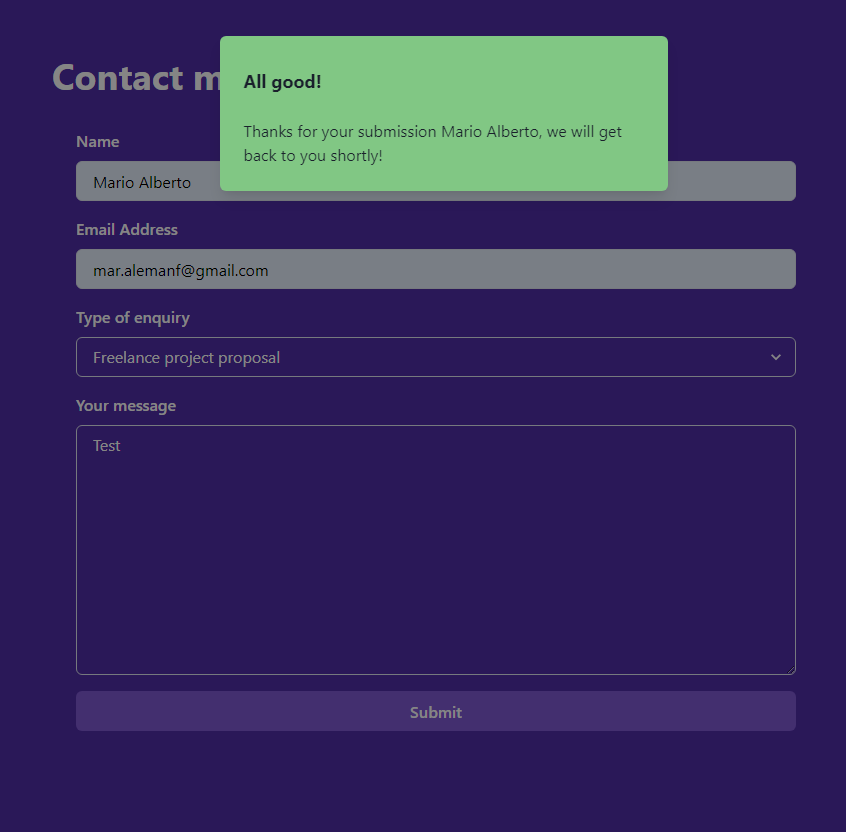 Contact m
All good!
Thanks for your submission Mario Alberto, we will get
back to you shortly!
Name
Mario Alberto
Email Address
mar.alemanf@gmail.com
Type of enquiry
Freelance project proposal
Your message
Test
Submit